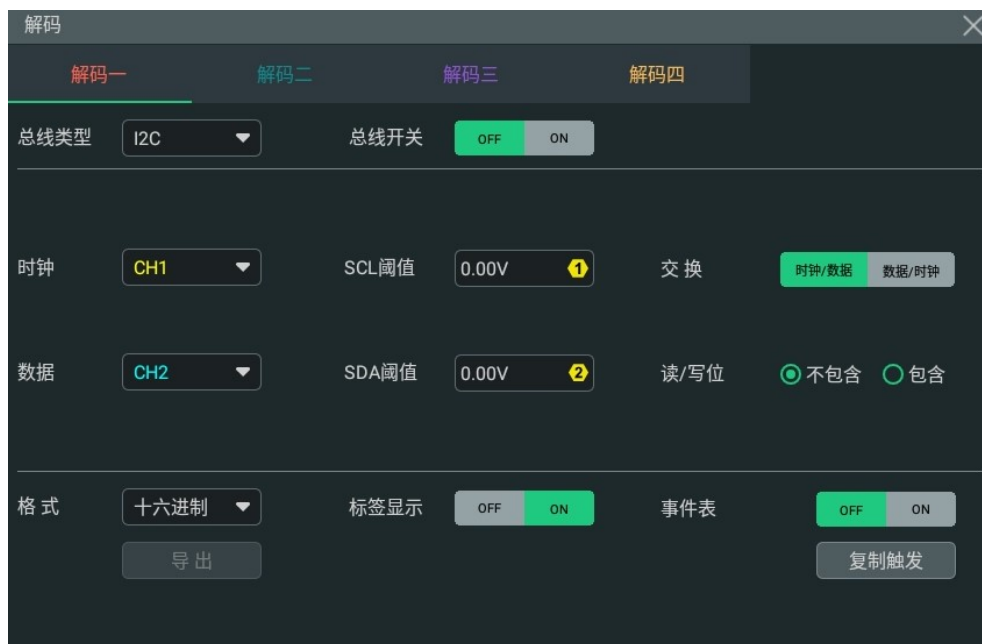 解码
解码一 解码二 解码三 解码四
总线类型 I2C 总线开关 OFF ON
时钟 CH1 SCL阈值 0.00V 1 交 换 时钟/数据 数据/时钟
数据 CH2 SDA阈值 0.00V 2 读/写位 不包含 包含
格 式 十六进制 标签显示 OFF ON 事件表 OFF ON
导 出 复制触发